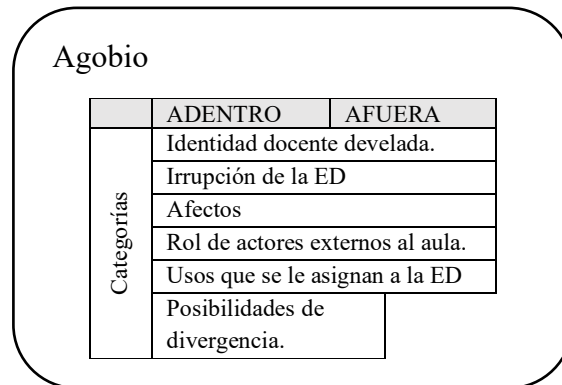 Agobio
ADENTRO AFUERA
Categorías
Identidad docente develada.
Irrupción de la ED
Afectos
Rol de actores externos al aula.
Usos que se le asignan a la ED
Posibilidades de
divergencia.